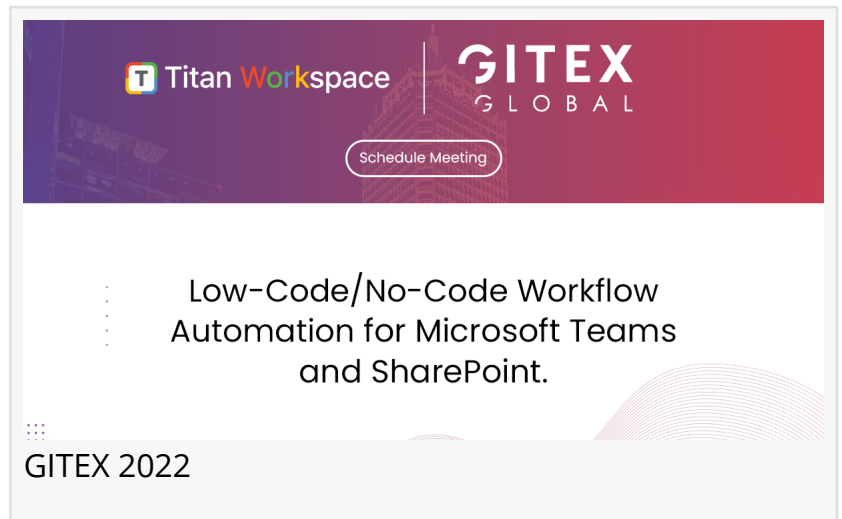 T Titan Workspace
GITEX
GLOBAL
Schedule Meeting
Low-Code/No-Code Workflow
Automation for Microsoft Teams
and SharePoint.
GITEX 2022